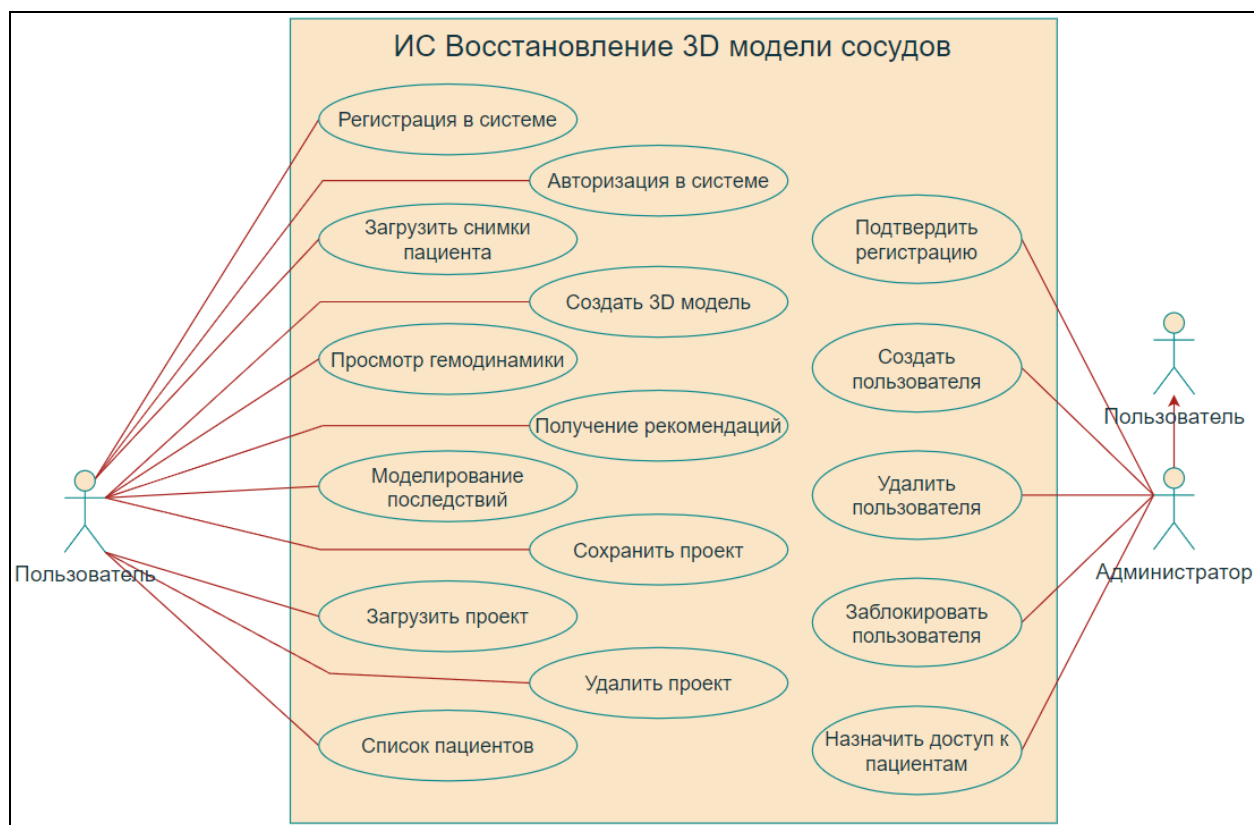 ИС Восстановление 3D модели сосудов
Регистрация в системе
Авторизация в системе
Загрузить снимки
пациента
Создать 3D модель
Просмотр гемодинамики
Получение рекомендаций
Моделирование
последствий
Сохранить проект
Загрузить проект
Удалить проект
Список пациентов
Пользователь
Подтвердить
регистрацию
Создать
пользователя
Удалить
пользователя
Заблокировать
пользователя
Назначить доступ к
пациентам
Пользователь
Администратор